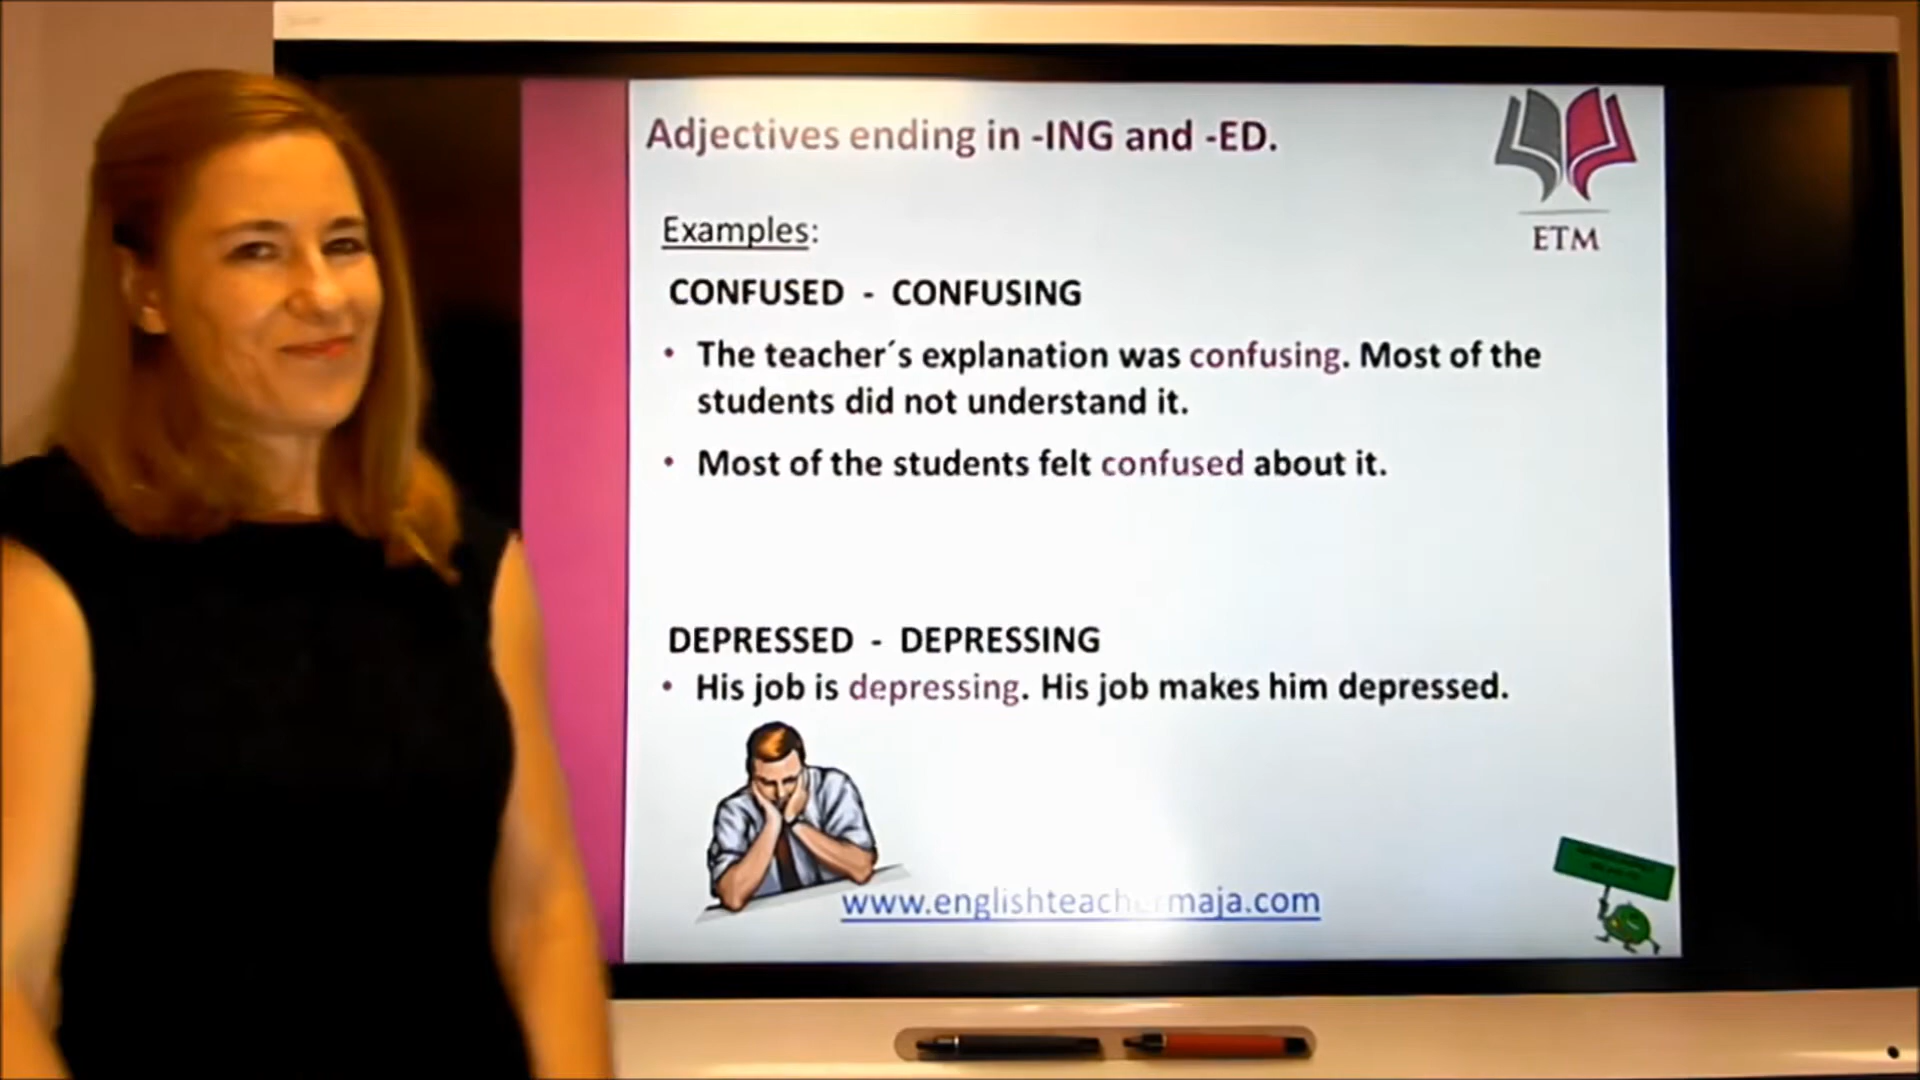 Adjectives ending in -ING and -ED.
ETM
Examples:
CONFUSED - CONFUSING
• The teacher´s explanation was confusing. Most of the
students did not understand it.
• Most of the students felt confused about it.
DEPRESSED - DEPRESSING
• His job is depressing. His job makes him depressed.
www.englishteachermaja.com